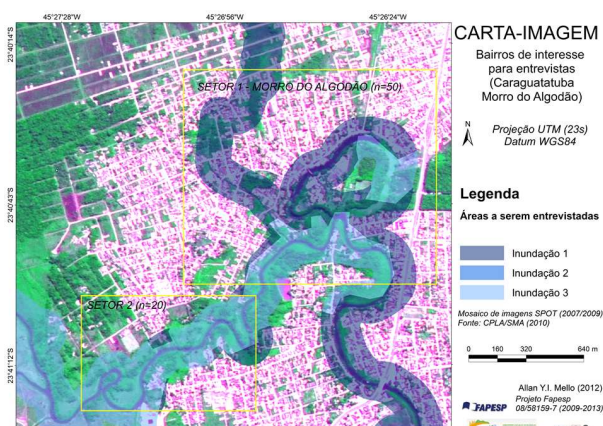 45°27'28"W
45°26'56"W
45°26'24"W
23°40'14"S
23°40'43"S
23°41'12"S
SETOR 1 - MORRO DO ALGODÃO (n=50)
SETOR 2 (n=20)
CARTA-IMAGEM
Bairros de interesse
para entrevistas
(Caraguatatuba
Morro do Algodão)
N
Projeção UTM (23s)
Datum WGS84
Legenda
Áreas a serem entrevistadas
Inundação 1
Inundação 2
Inundação 3
Mosaico de imagens SPOT (2007/2009)
Fonte: CPLA/SMA (2010)
0 160 320 640 m
Allan Y.I. Mello (2012)
Projeto Fapesp
08/58159-7 (2009-2013)
FAPESP